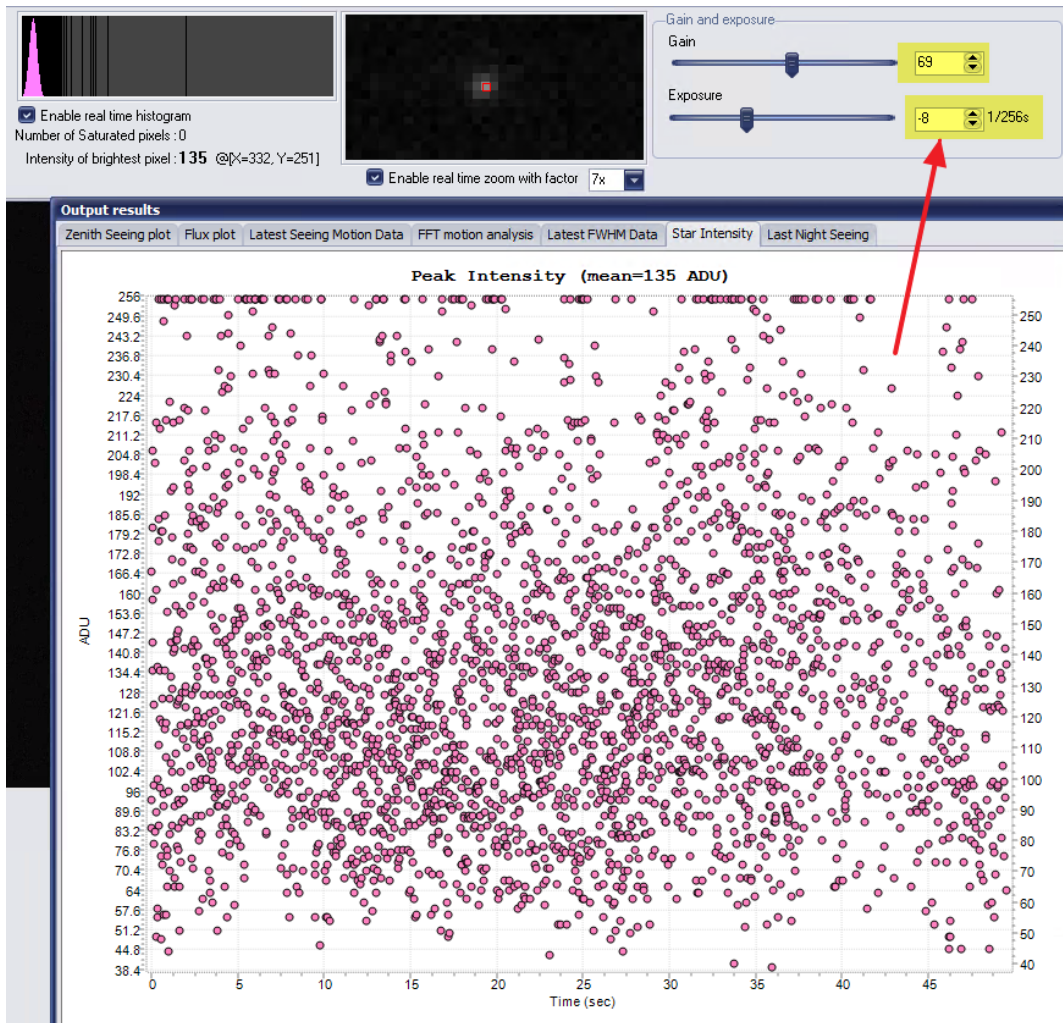 Gain and exposure
Gain
69
Exposure
-8 1/256s
Enable real time histogram
Number of Saturated pixels :0
Intensity of brightest pixel : 135 @[X=332, Y=251]
Enable real time zoom with factor 7x
Output results
Zenith Seeing plot Flux plot Latest Seeing Motion Data FFT motion analysis Latest FWHM Data Star Intensity Last Night Seeing
Peak Intensity (mean=135 ADU)
256
249.6 250
243.2
236.8 240
230.4 230
224
217.6 220
211.2 210
204.8
198.4 200
192 190
185.6
179.2 180
172.8 170
166.4
160 160
153.6
147.2 150
140.8 140
134.4
128 130
121.6 120
115.2
108.8 110
102.4 100
96
89.6 90
83.2
76.8 80
70.4 70
64
57.6 60
51.2 50
44.8
38.4 40
ADU
0 5 10 15 20 25 30 35 40 45
Time (sec)